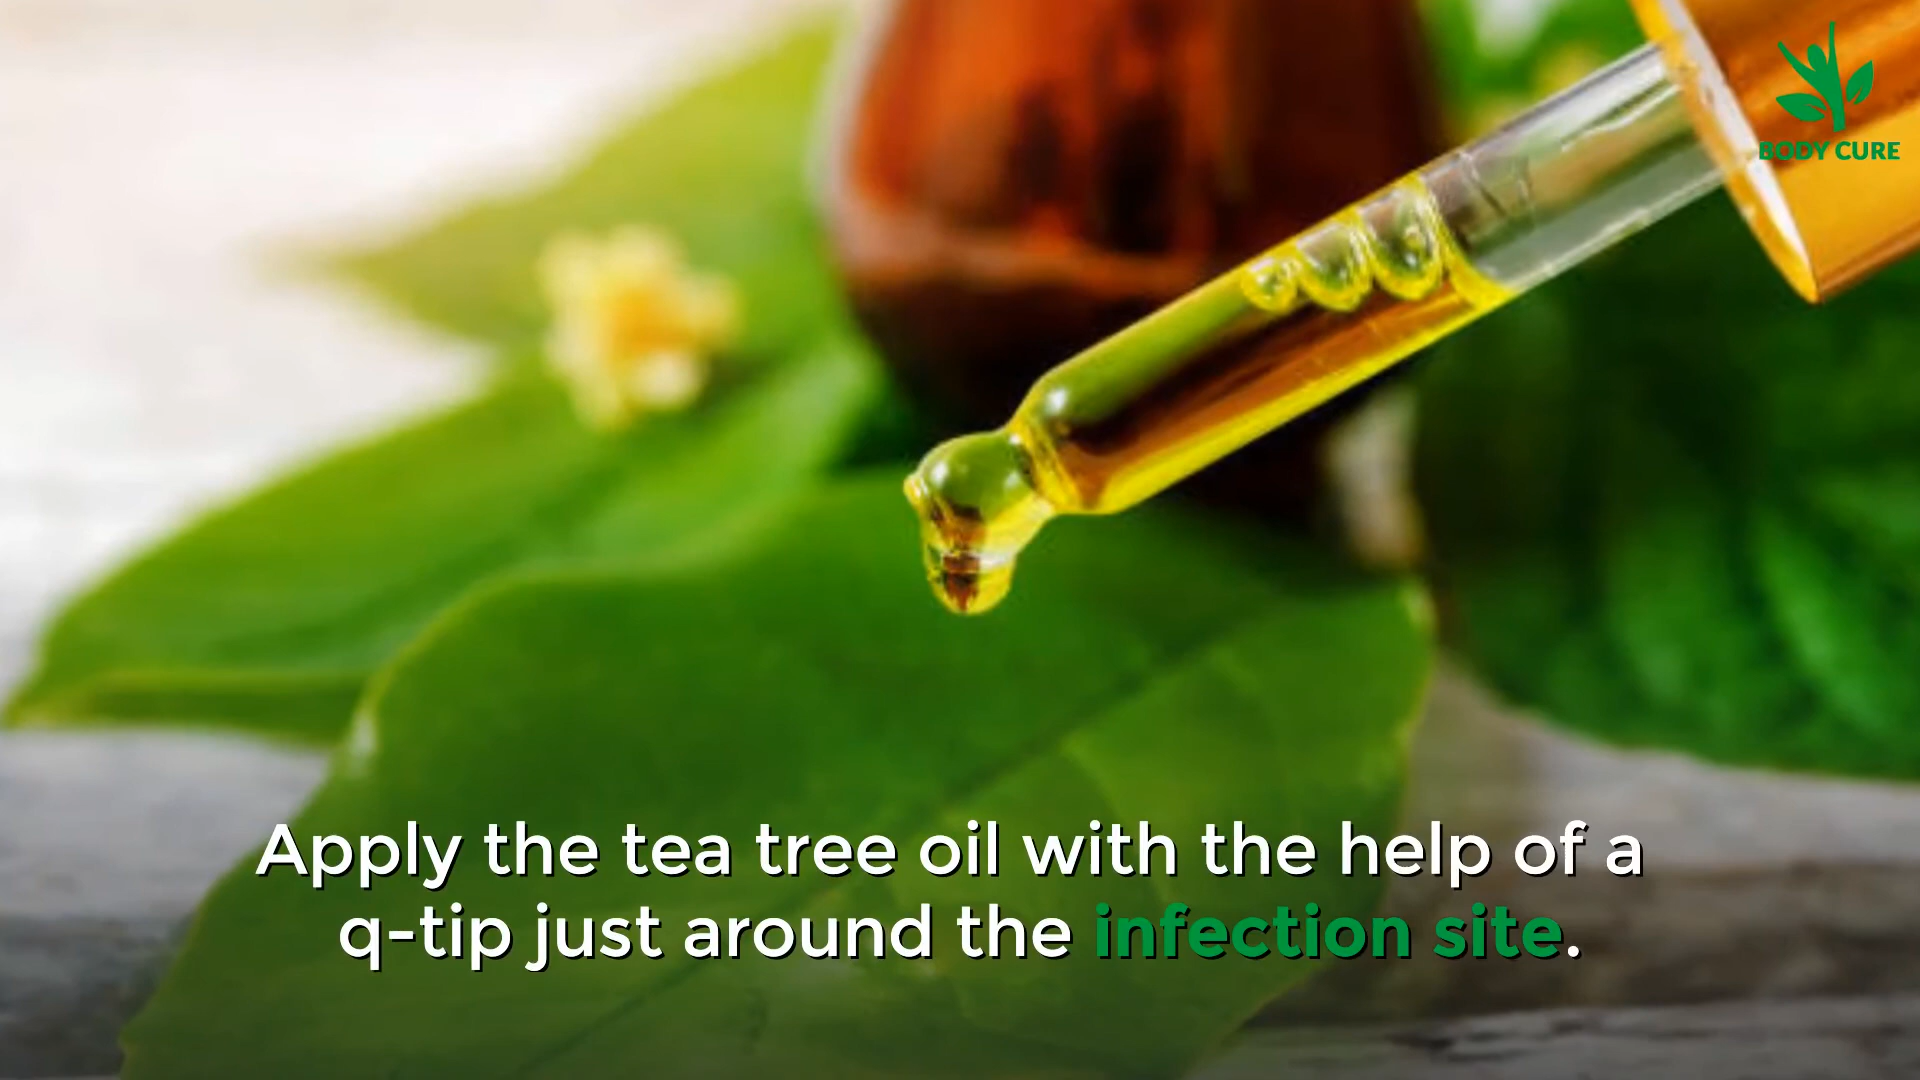 BODY CURE
Apply the tea tree oil with the help of a
q-tip just around the infection site.